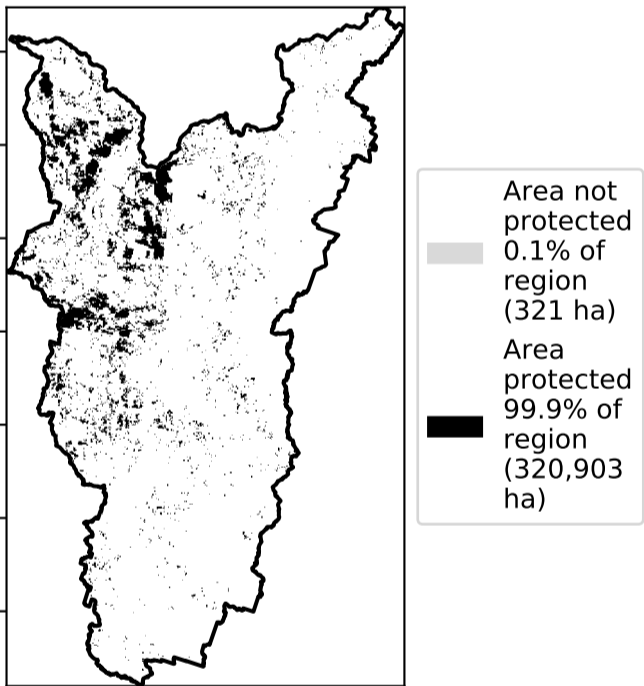 Area not
protected
0.1% of
region
(321 ha)
Area
protected
99.9% of
region
(320,903
ha)